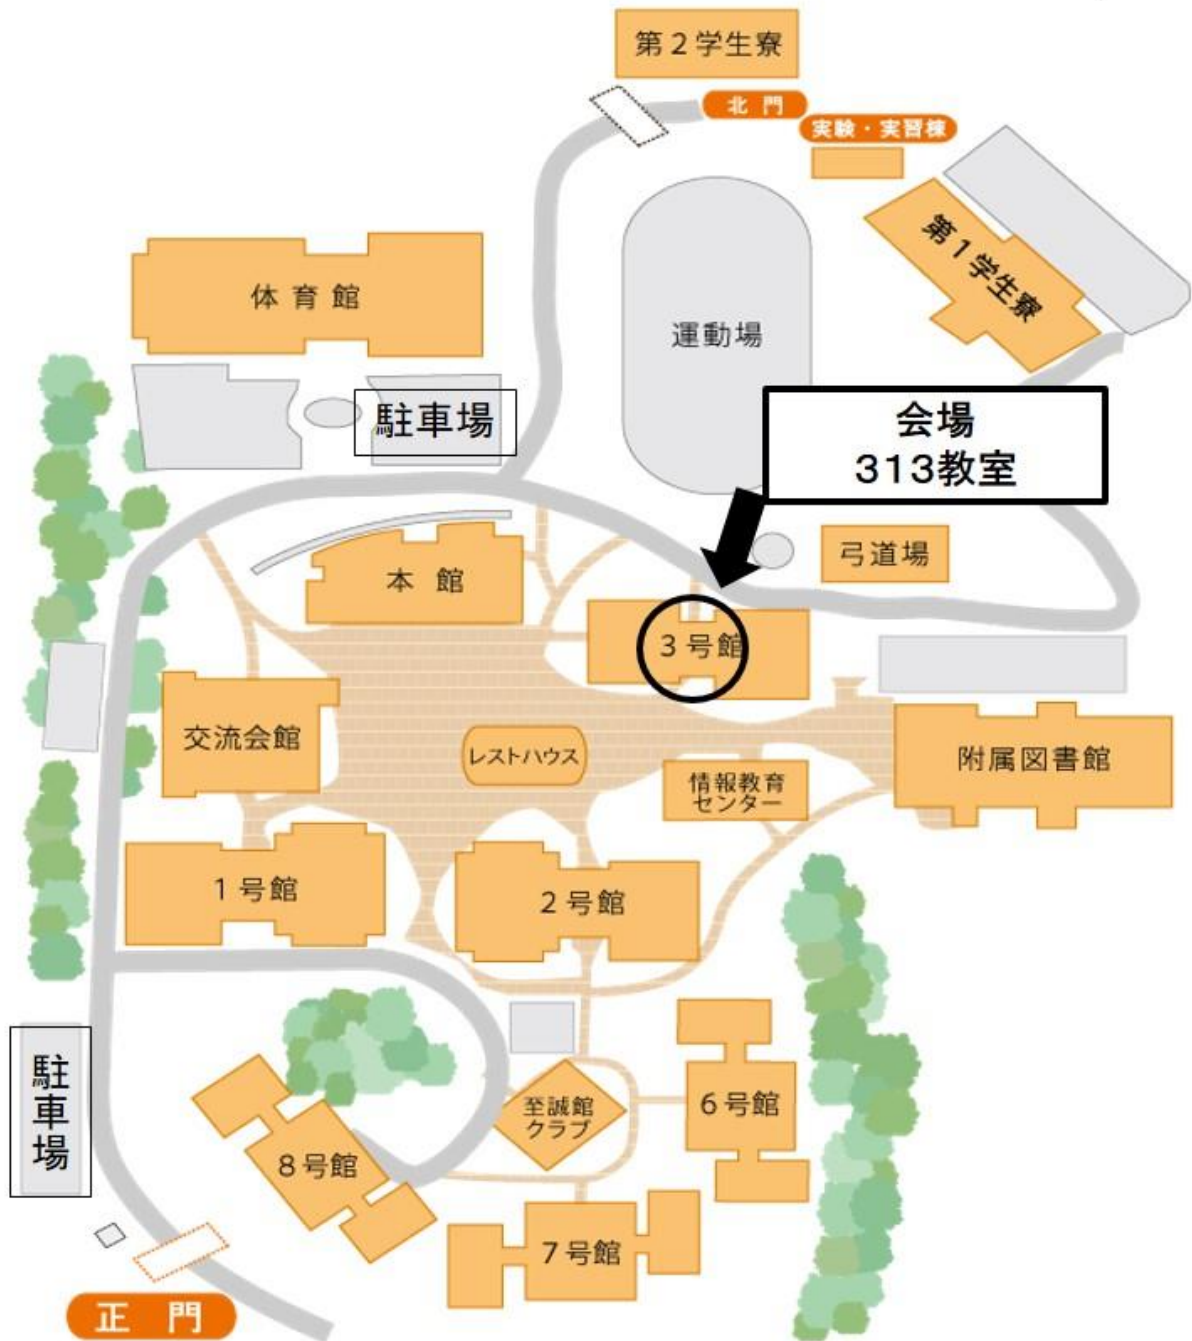 第２学生寮
北門
実験・実習棟
第１学生寮
体育館
運動場
駐車場
会場
３１３教室
弓道場
本館
３号館
交流会館
レストハウス
附属図書館
情報教育
センター
１号館
２号館
駐車場
至誠館
クラブ
６号館
８号館
７号館
正門